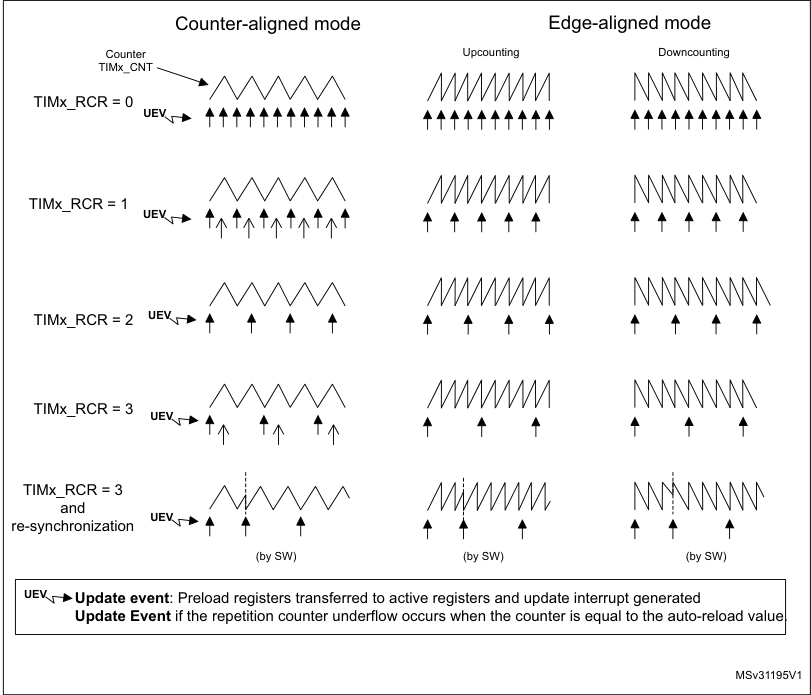 Counter-aligned mode
Edge-aligned mode
Counter
TIMx_CNT
Upcounting
Downcounting
TIMx_RCR = 0
UEV
TIMx_RCR = 1
UEV
TIMx_RCR = 2
UEV
TIMx_RCR = 3
UEV
TIMx_RCR = 3
and
re-synchronization
UEV
(by SW)
(by SW)
(by SW)
UEV Update event: Preload registers transferred to active registers and update interrupt generated
Update Event if the repetition counter underflow occurs when the counter is equal to the auto-reload value.
MSv31195V1